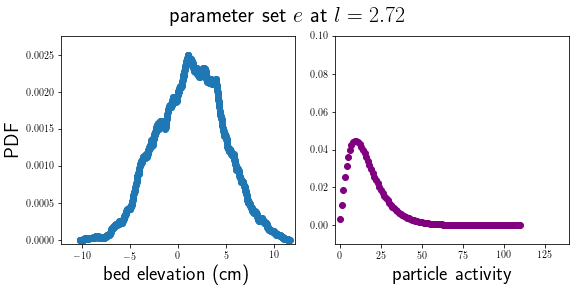 parameter set e at l = 2.72
PDF
0.0025
0.0020
0.0015
0.0010
0.0005
0.0000
−10 −5 0 5 10
bed elevation (cm)
0.10
0.08
0.06
0.04
0.02
0.00
0 25 50 75 100 125
particle activity